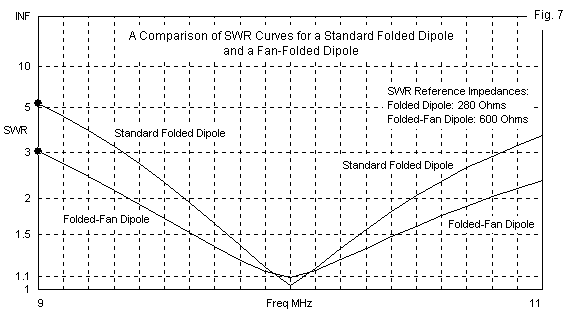 INF
Fig. 7
A Comparison of SWR Curves for a Standard Folded Dipole
and a Fan-Folded Dipole
10
SWR Reference Impedances:
Folded Dipole: 280 Ohms
Folded-Fan Dipole: 600 Ohms
5
SWR
Standard Folded Dipole
3
Standard Folded Dipole
2
Folded-Fan Dipole
Folded-Fan Dipole
1.5
1.1
1
9
Freq MHz
11